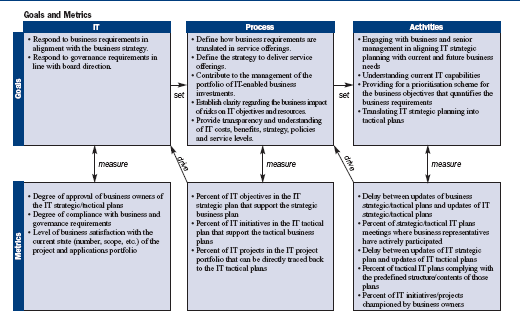 Goals and Metrics
IT
Process
Activities
Goals
• Respond to business requirements in
alignment with the business strategy.
• Respond to governance requirements in
line with board direction.
set
• Define how business requirements are
translated in service offerings.
• Define the strategy to deliver service
offerings.
• Contribute to the management of the
portfolio of IT-enabled business
investments.
• Establish clarity regarding the business impact
of risks on IT objectives and resources.
• Provide transparency and understanding
of IT costs, benefits, strategy, policies
and service levels.
set
• Engaging with business and senior
management in aligning IT strategic
planning with current and future business
needs
• Understanding current IT capabilities
• Providing for a prioritisation scheme for
the business objectives that quantifies the
business requirements
• Translating IT strategic planning into
tactical plans
measure
drive
measure
drive
measure
Metrics
• Degree of approval of business owners of
the IT strategic/tactical plans
• Degree of compliance with business and
governance requirements
• Level of business satisfaction with the
current state (number, scope, etc.) of the
project and applications portfolio
• Percent of IT objectives in the IT
strategic plan that support the strategic
business plan
• Percent of IT initiatives in the IT tactical
plan that support the tactical business
plans
• Percent of IT projects in the IT project
portfolio that can be directly traced back
to the IT tactical plans
• Delay between updates of business
strategic/tactical plans and updates of IT
strategic/tactical plans
• Percent of strategic/tactical IT plans
meetings where business representatives
have actively participated
• Delay between updates of IT strategic
plan and updates of IT tactical plans
• Percent of tactical IT plans complying with
the predefined structure/contents of those
plans
• Percent of IT initiatives/projects
championed by business owners